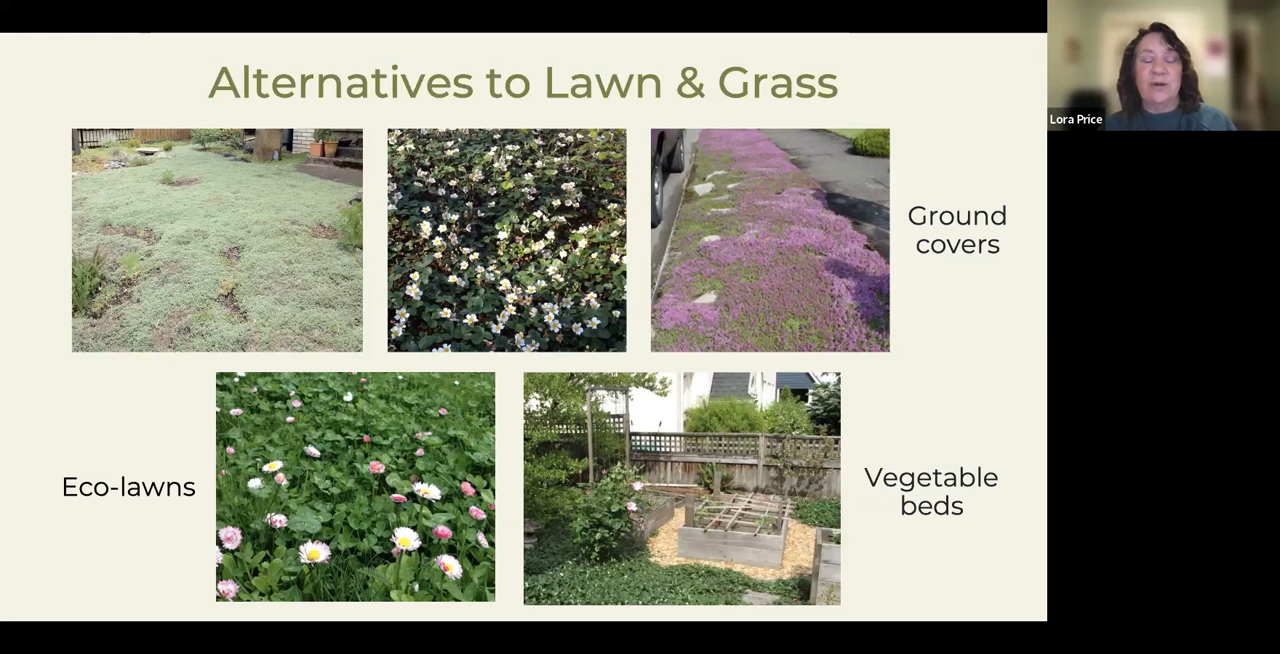 Alternatives to Lawn & Grass
Lora Price
Ground
covers
Eco-lawns
Vegetable
beds